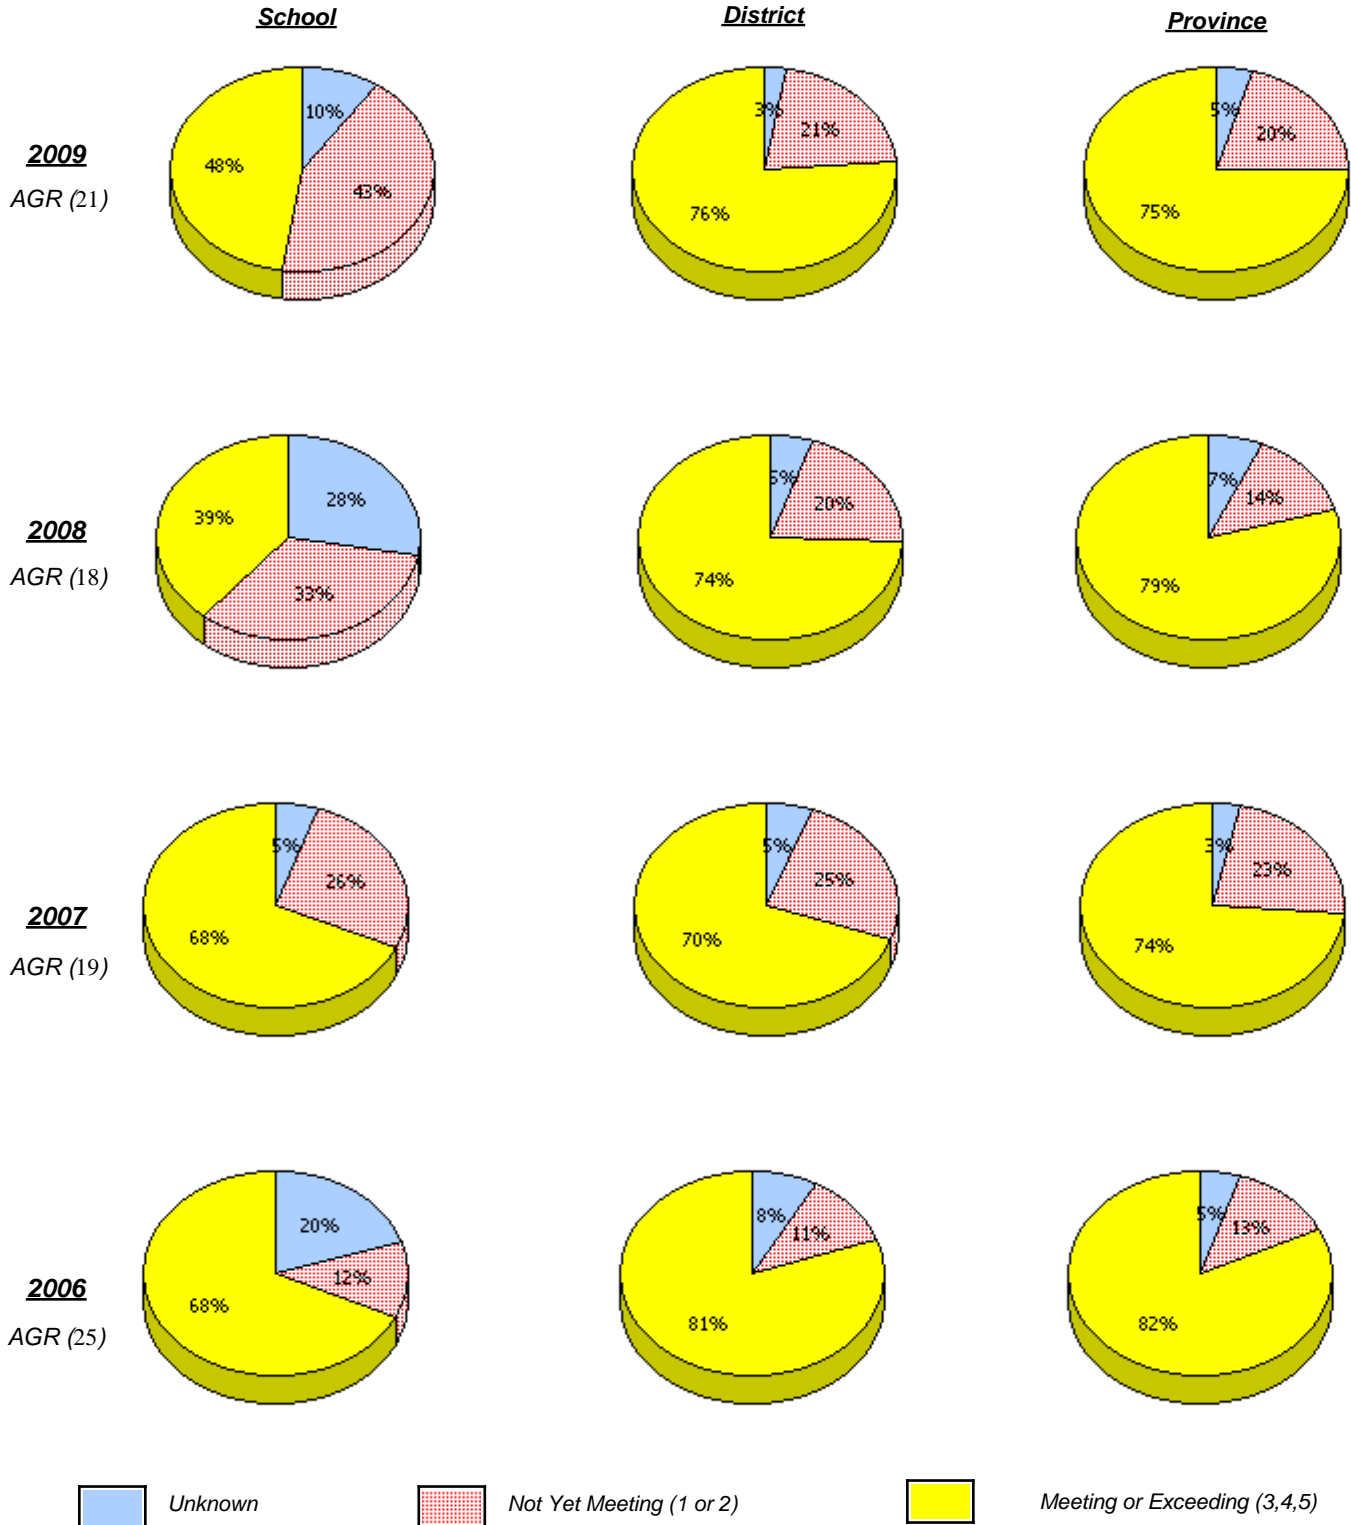 School District Province
10% 3% 21% 5% 20%
2009 48% 43% 76% 75%
AGR (21)
28% 5% 20% 7% 14%
2008 39% 33% 74% 79%
AGR (18)
5% 26% 5% 25% 3% 23%
2007 68% 70% 74%
AGR (19)
20% 12% 8% 11% 5% 13%
2006 68% 81% 82%
AGR (25)
Unknown Not Yet Meeting (1 or 2) Meeting or Exceeding (3,4,5)